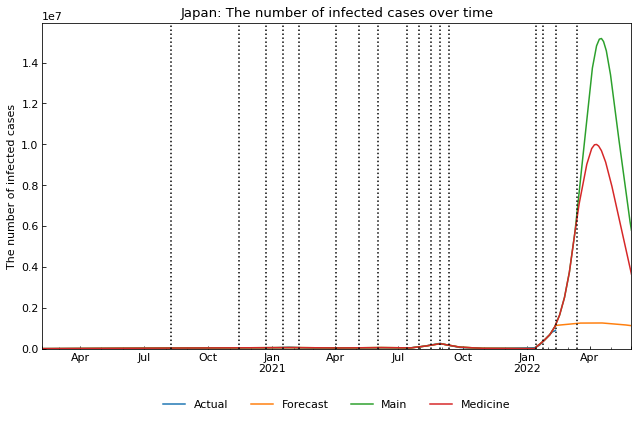 Japan: The number of infected cases over time
1e7
The number of infected cases
1.4
1.2
1.0
0.8
0.6
0.4
0.2
0.0
Apr Jul Oct Jan Apr Jul Oct Jan Apr
2021 2022
Actual Forecast Main Medicine